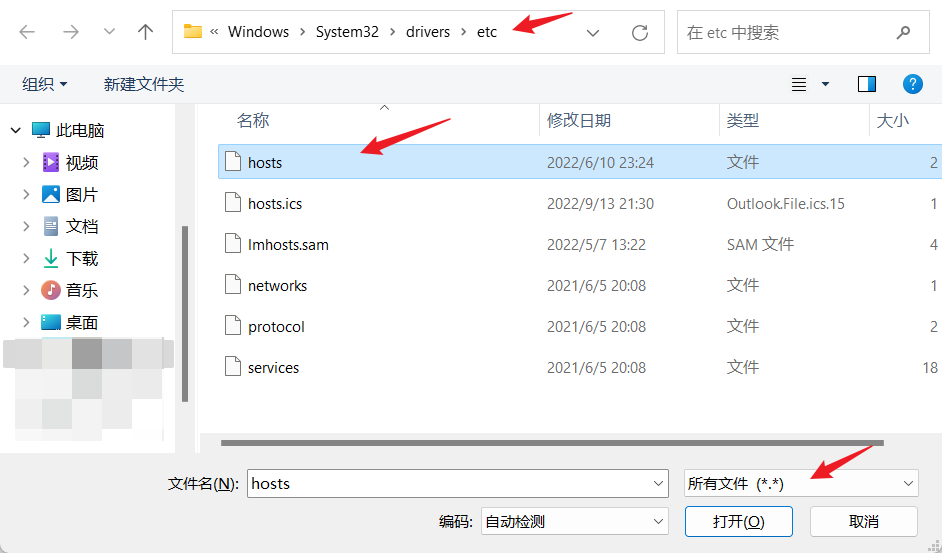 « Windows › System32 › drivers › etc
在 etc 中搜索
组织
新建文件夹
名称 修改日期 类型 大小
此电脑
视频
图片
文档
下载
音乐
桌面
hosts 2022/6/10 23:24 文件 2
hosts.ics 2022/9/13 21:30 Outlook.File.ics.15 1
lmhosts.sam 2022/5/7 13:22 SAM 文件 4
networks 2021/6/5 20:08 文件 1
protocol 2021/6/5 20:08 文件 2
services 2021/6/5 20:08 文件 18
文件名(N): hosts 所有文件 (*.*)
编码: 自动检测 打开(O) 取消